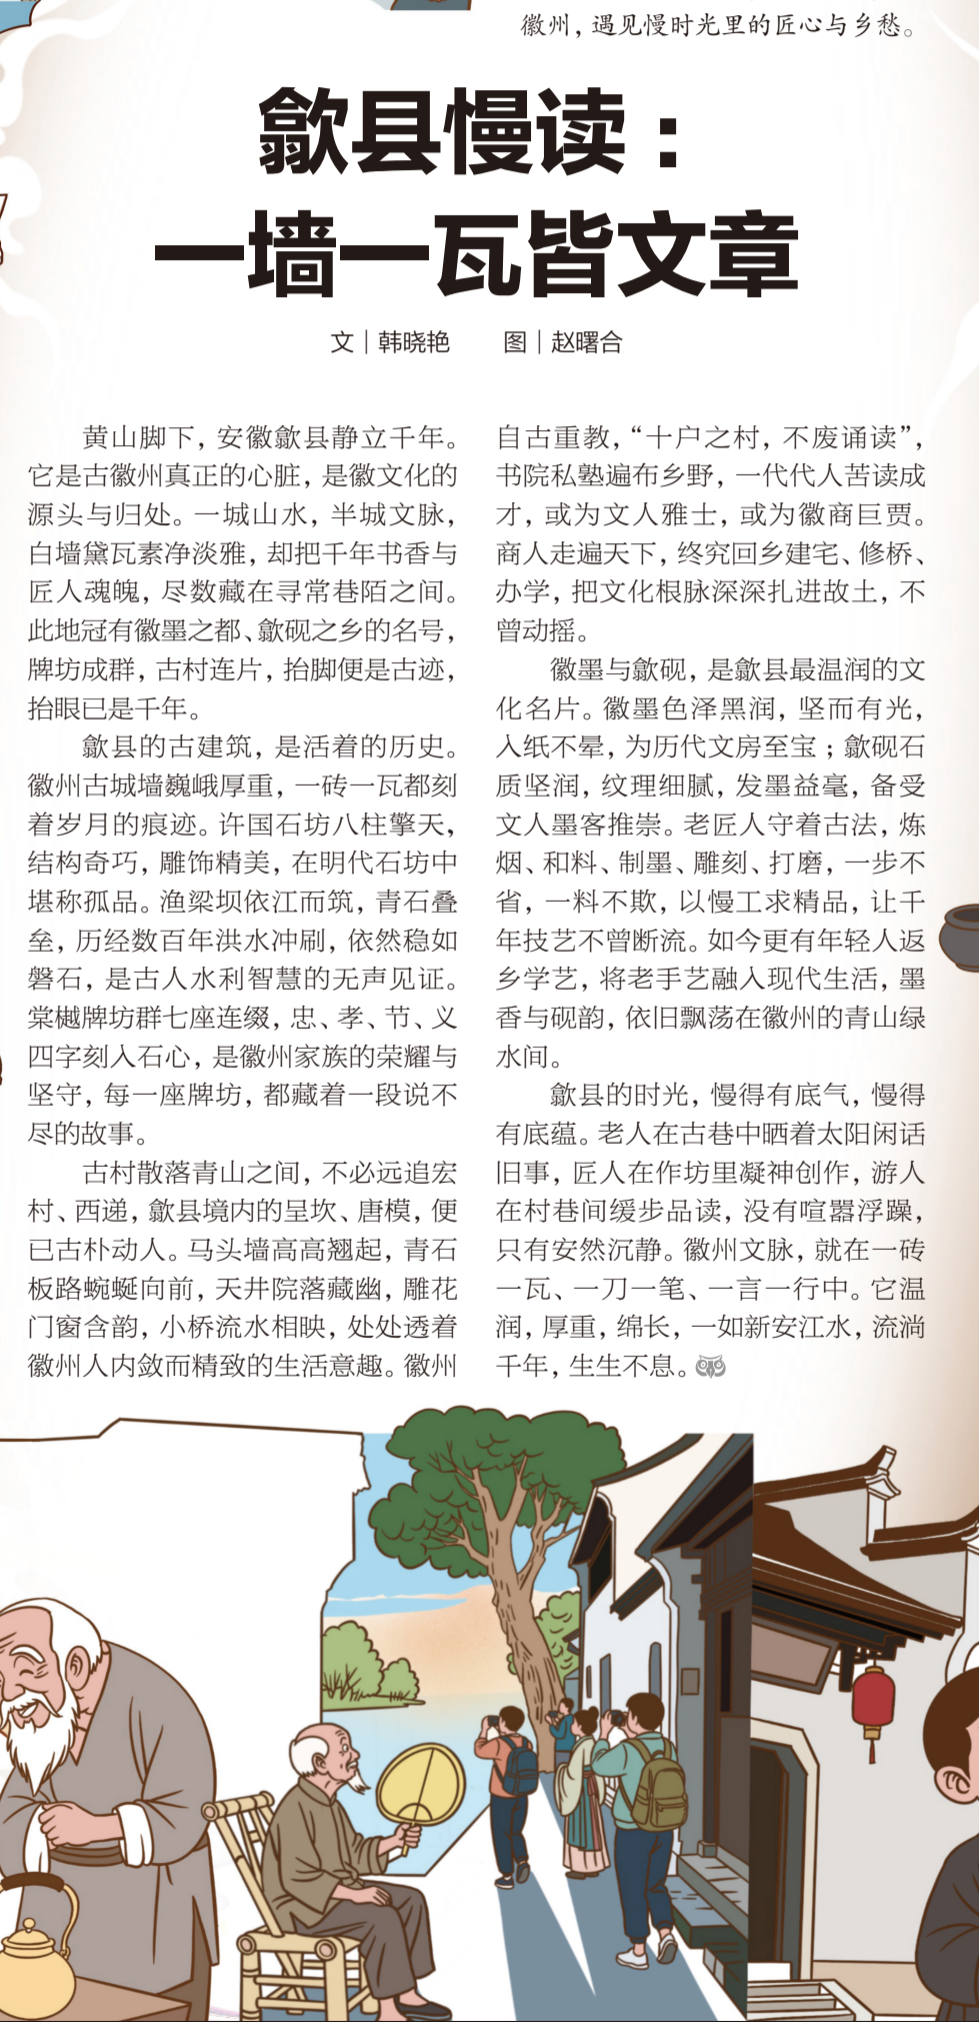 徽州，遇见慢时光里的匠心与乡愁。
歙县慢读：
一墙一瓦皆文章
文｜韩晓艳　　图｜赵曙合
黄山脚下，安徽歙县静立千年。
它是古徽州真正的心脏，是徽文化的
源头与归处。一城山水，半城文脉，
白墙黛瓦素净淡雅，却把千年书香与
匠人魂魄，尽数藏在寻常巷陌之间。
此地冠有徽墨之都、歙砚之乡的名号，
牌坊成群，古村连片，抬脚便是古迹，
抬眼已是千年。
歙县的古建筑，是活着的历史。
徽州古城墙巍峨厚重，一砖一瓦都刻
着岁月的痕迹。许国石坊八柱擎天，
结构奇巧，雕饰精美，在明代石坊中
堪称孤品。渔梁坝依江而筑，青石叠
垒，历经数百年洪水冲刷，依然稳如
磐石，是古人水利智慧的无声见证。
棠樾牌坊群七座连缀，忠、孝、节、义
四字刻入石心，是徽州家族的荣耀与
坚守，每一座牌坊，都藏着一段说不
尽的故事。
古村散落青山之间，不必远追宏
村、西递，歙县境内的呈坎、唐模，便
已古朴动人。马头墙高高翘起，青石
板路蜿蜒向前，天井院落藏幽，雕花
门窗含韵，小桥流水相映，处处透着
徽州人内敛而精致的生活意趣。徽州
自古重教，“十户之村，不废诵读”，
书院私塾遍布乡野，一代代人苦读成
才，或为文人雅士，或为徽商巨贾。
商人走遍天下，终究回乡建宅、修桥、
办学，把文化根脉深深扎进故土，不
曾动摇。
徽墨与歙砚，是歙县最温润的文
化名片。徽墨色泽黑润，坚而有光，
入纸不晕，为历代文房至宝；歙砚石
质坚润，纹理细腻，发墨益毫，备受
文人墨客推崇。老匠人守着古法，炼
烟、和料、制墨、雕刻、打磨，一步不
省，一料不欺，以慢工求精品，让千
年技艺不曾断流。如今更有年轻人返
乡学艺，将老手艺融入现代生活，墨
香与砚韵，依旧飘荡在徽州的青山绿
水间。
歙县的时光，慢得有底气，慢得
有底蕴。老人在古巷中晒着太阳闲话
旧事，匠人在作坊里凝神创作，游人
在村巷间缓步品读，没有喧嚣浮躁，
只有安然沉静。徽州文脉，就在一砖
一瓦、一刀一笔、一言一行中。它温
润，厚重，绵长，一如新安江水，流淌
千年，生生不息。